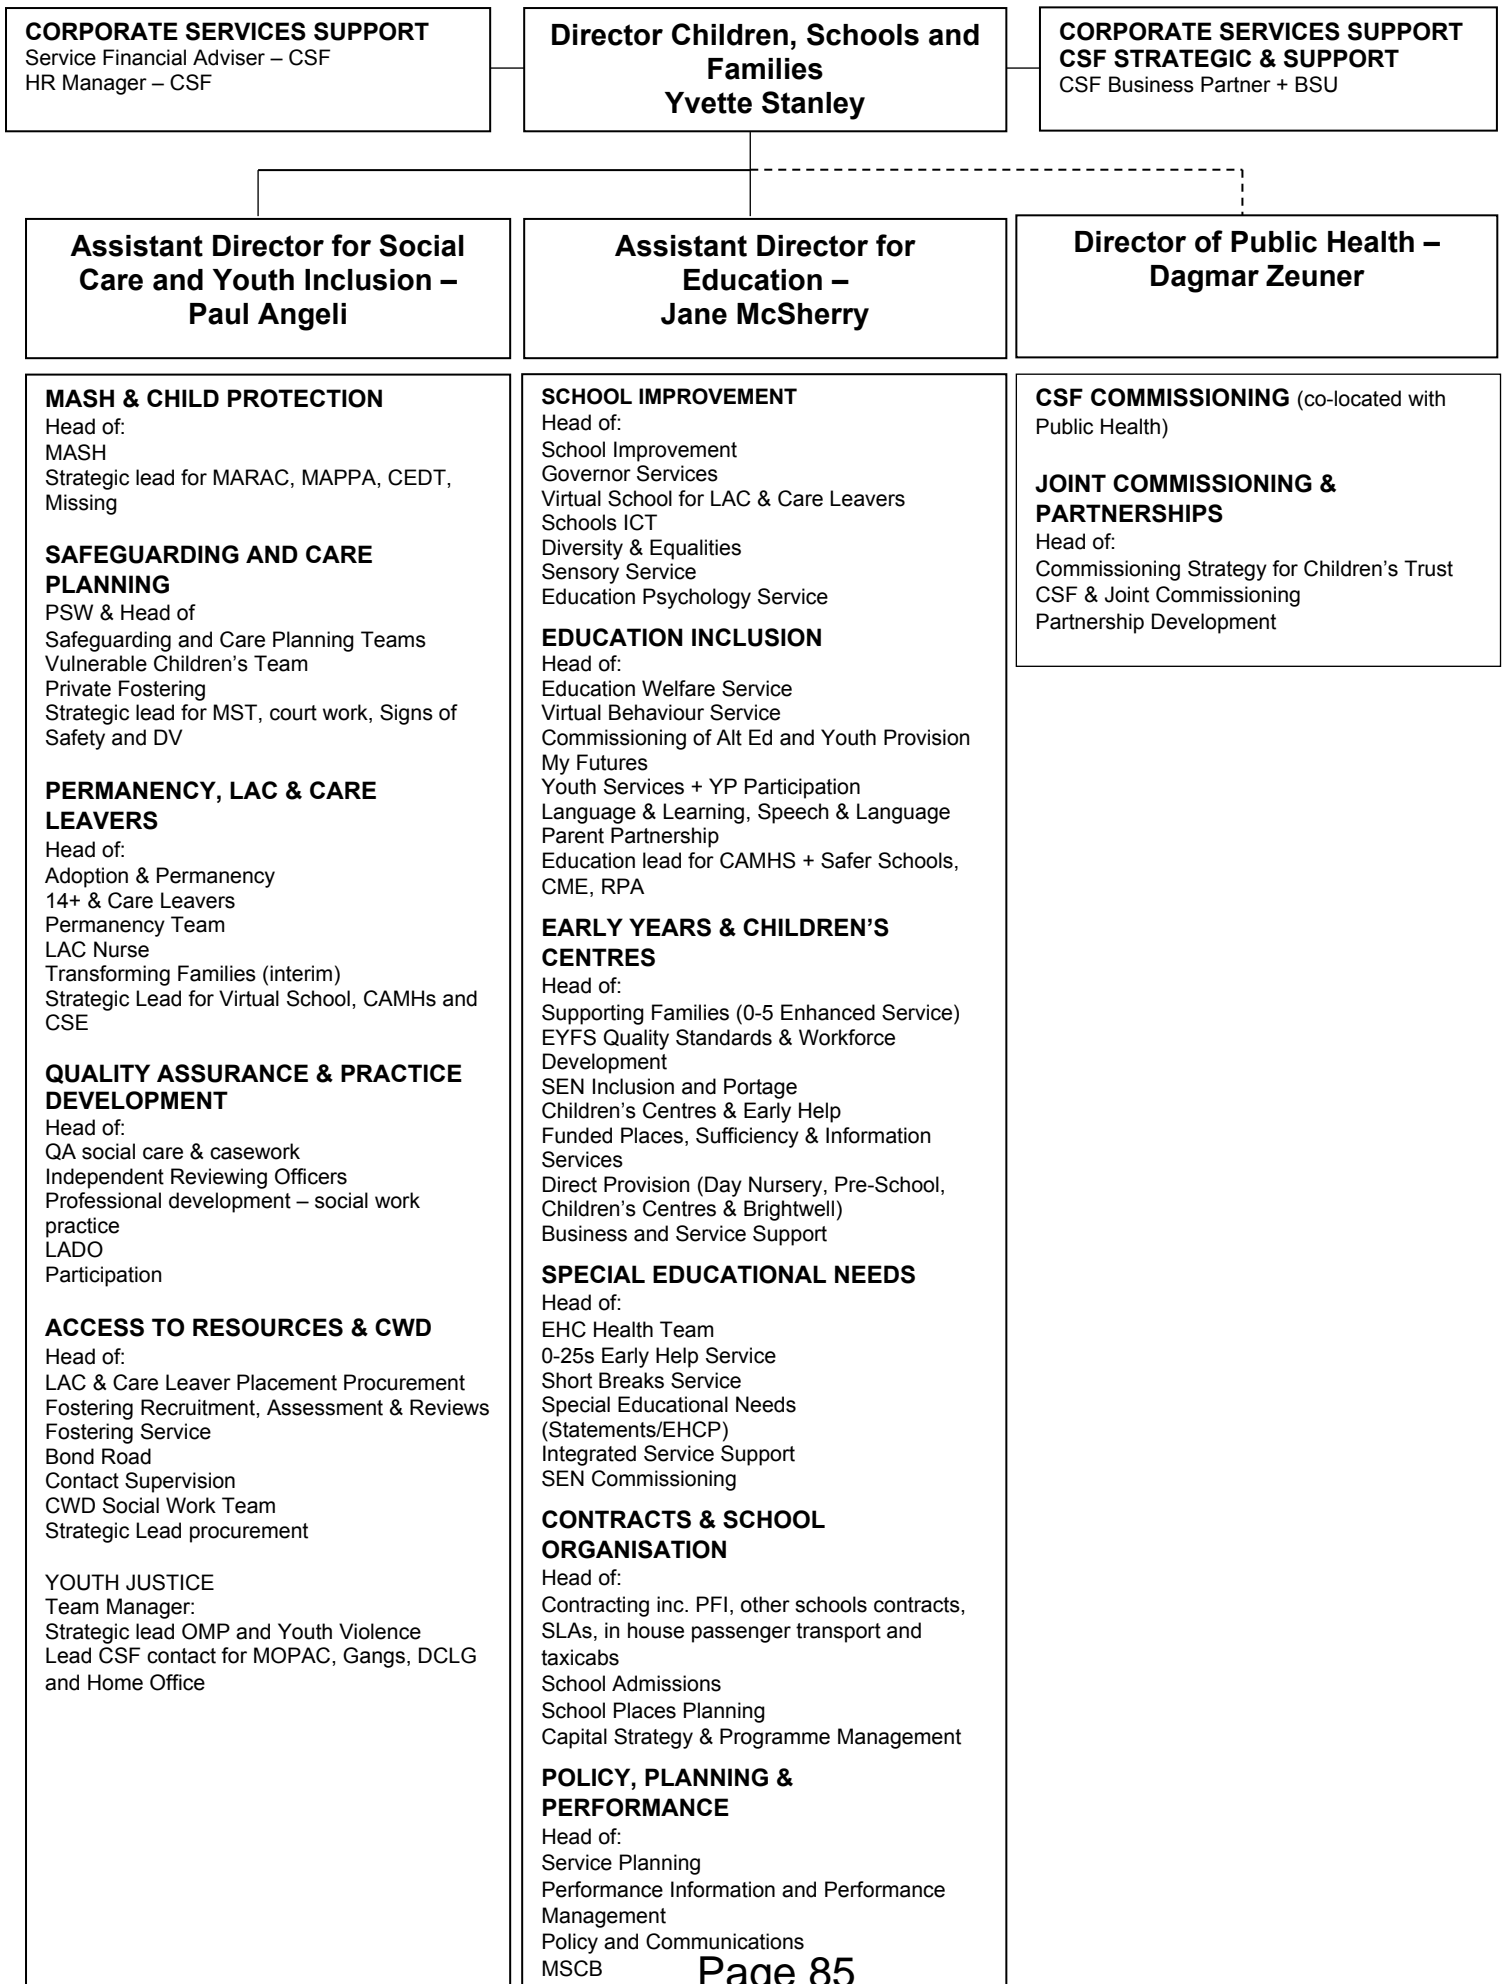 CORPORATE SERVICES SUPPORT
Service Financial Adviser – CSF
HR Manager – CSF
Director Children, Schools and
Families
Yvette Stanley
CORPORATE SERVICES SUPPORT
CSF STRATEGIC & SUPPORT
CSF Business Partner + BSU
Assistant Director for Social
Care and Youth Inclusion –
Paul Angeli
Assistant Director for
Education –
Jane McSherry
Director of Public Health –
Dagmar Zeuner
MASH & CHILD PROTECTION
Head of:
MASH
Strategic lead for MARAC, MAPPA, CEDT,
Missing
SAFEGUARDING AND CARE
PLANNING
PSW & Head of
Safeguarding and Care Planning Teams
Vulnerable Children's Team
Private Fostering
Strategic lead for MST, court work, Signs of
Safety and DV
PERMANENCY, LAC & CARE
LEAVERS
Head of:
Adoption & Permanency
14+ & Care Leavers
Permanency Team
LAC Nurse
Transforming Families (interim)
Strategic Lead for Virtual School, CAMHs and
CSE
QUALITY ASSURANCE & PRACTICE
DEVELOPMENT
Head of:
QA social care & casework
Independent Reviewing Officers
Professional development – social work
practice
LADO
Participation
ACCESS TO RESOURCES & CWD
Head of:
LAC & Care Leaver Placement Procurement
Fostering Recruitment, Assessment & Reviews
Fostering Service
Bond Road
Contact Supervision
CWD Social Work Team
Strategic Lead procurement
YOUTH JUSTICE
Team Manager:
Strategic lead OMP and Youth Violence
Lead CSF contact for MOPAC, Gangs, DCLG
and Home Office
SCHOOL IMPROVEMENT
Head of:
School Improvement
Governor Services
Virtual School for LAC & Care Leavers
Schools ICT
Diversity & Equalities
Sensory Service
Education Psychology Service
EDUCATION INCLUSION
Head of:
Education Welfare Service
Virtual Behaviour Service
Commissioning of Alt Ed and Youth Provision
My Futures
Youth Services + YP Participation
Language & Learning, Speech & Language
Parent Partnership
Education lead for CAMHS + Safer Schools,
CME, RPA
EARLY YEARS & CHILDREN'S
CENTRES
Head of:
Supporting Families (0-5 Enhanced Service)
EYFS Quality Standards & Workforce
Development
SEN Inclusion and Portage
Children's Centres & Early Help
Funded Places, Sufficiency & Information
Services
Direct Provision (Day Nursery, Pre-School,
Children's Centres & Brightwell)
Business and Service Support
SPECIAL EDUCATIONAL NEEDS
Head of:
EHC Health Team
0-25s Early Help Service
Short Breaks Service
Special Educational Needs
(Statements/EHCP)
Integrated Service Support
SEN Commissioning
CONTRACTS & SCHOOL
ORGANISATION
Head of:
Contracting inc. PFI, other schools contracts,
SLAs, in house passenger transport and
taxicabs
School Admissions
School Places Planning
Capital Strategy & Programme Management
POLICY, PLANNING &
PERFORMANCE
Head of:
Service Planning
Performance Information and Performance
Management
Policy and Communications
MSCB
CSF COMMISSIONING (co-located with
Public Health)
JOINT COMMISSIONING &
PARTNERSHIPS
Head of:
Commissioning Strategy for Children's Trust
CSF & Joint Commissioning
Partnership Development
Page 85